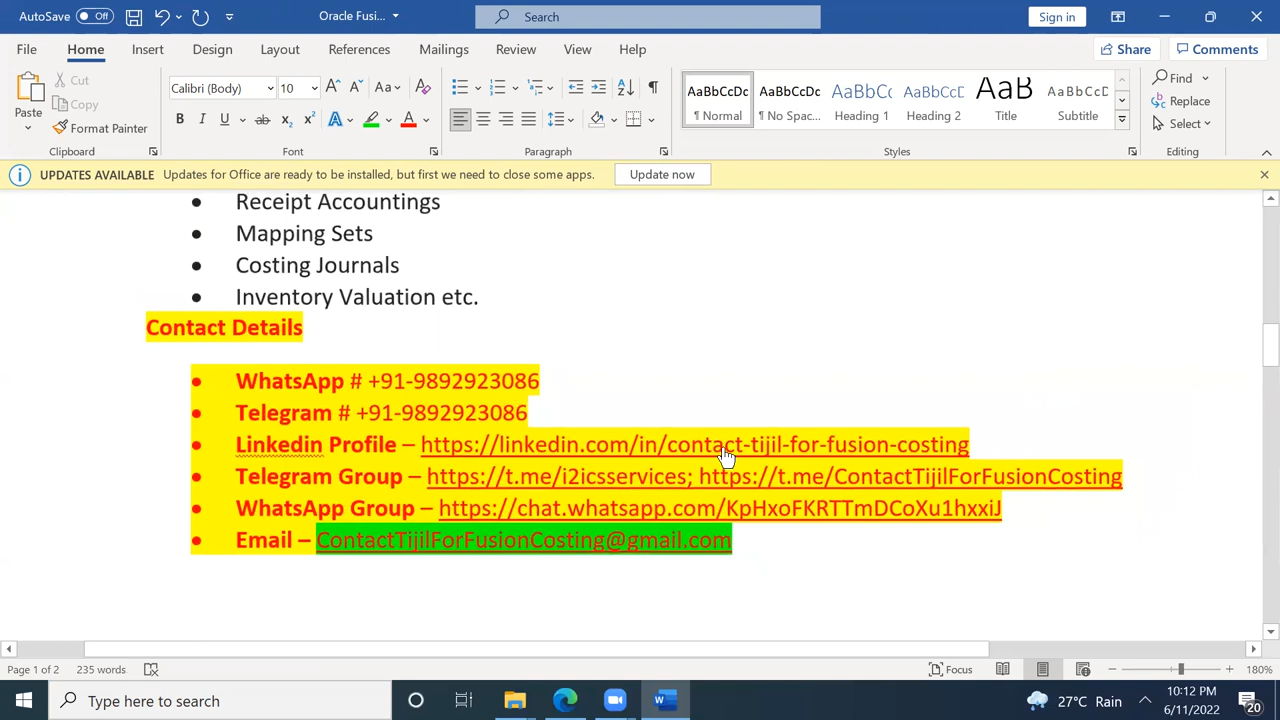 AutoSave Off Oracle Fusi... Search Sign in
File Home Insert Design Layout References Mailings Review View Help Share Comments
Paste Cut Copy Format Painter Clipboard
Calibri (Body) 10 Font
Paragraph
AaBbCcDc AaBbCcDc AaBbCc AaBbCcD AaB AaBbCcD
¶ Normal ¶ No Spac... Heading 1 Heading 2 Title Subtitle Styles
Find Replace Select Editing
UPDATES AVAILABLE Updates for Office are ready to be installed, but first we need to close some apps. Update now
• Receipt Accountings
• Mapping Sets
• Costing Journals
• Inventory Valuation etc.
Contact Details
• WhatsApp # +91-9892923086
• Telegram # +91-9892923086
• Linkedin Profile – https://linkedin.com/in/contact-tijil-for-fusion-costing
• Telegram Group – https://t.me/i2icsservices; https://t.me/ContactTijilForFusionCosting
• WhatsApp Group – https://chat.whatsapp.com/KpHxoFKRTTmDCoXu1hxxiJ
• Email – ContactTijilForFusionCosting@gmail.com
Page 1 of 2 235 words Focus 180%
Type here to search 27°C Rain 10:12 PM
6/11/2022 20